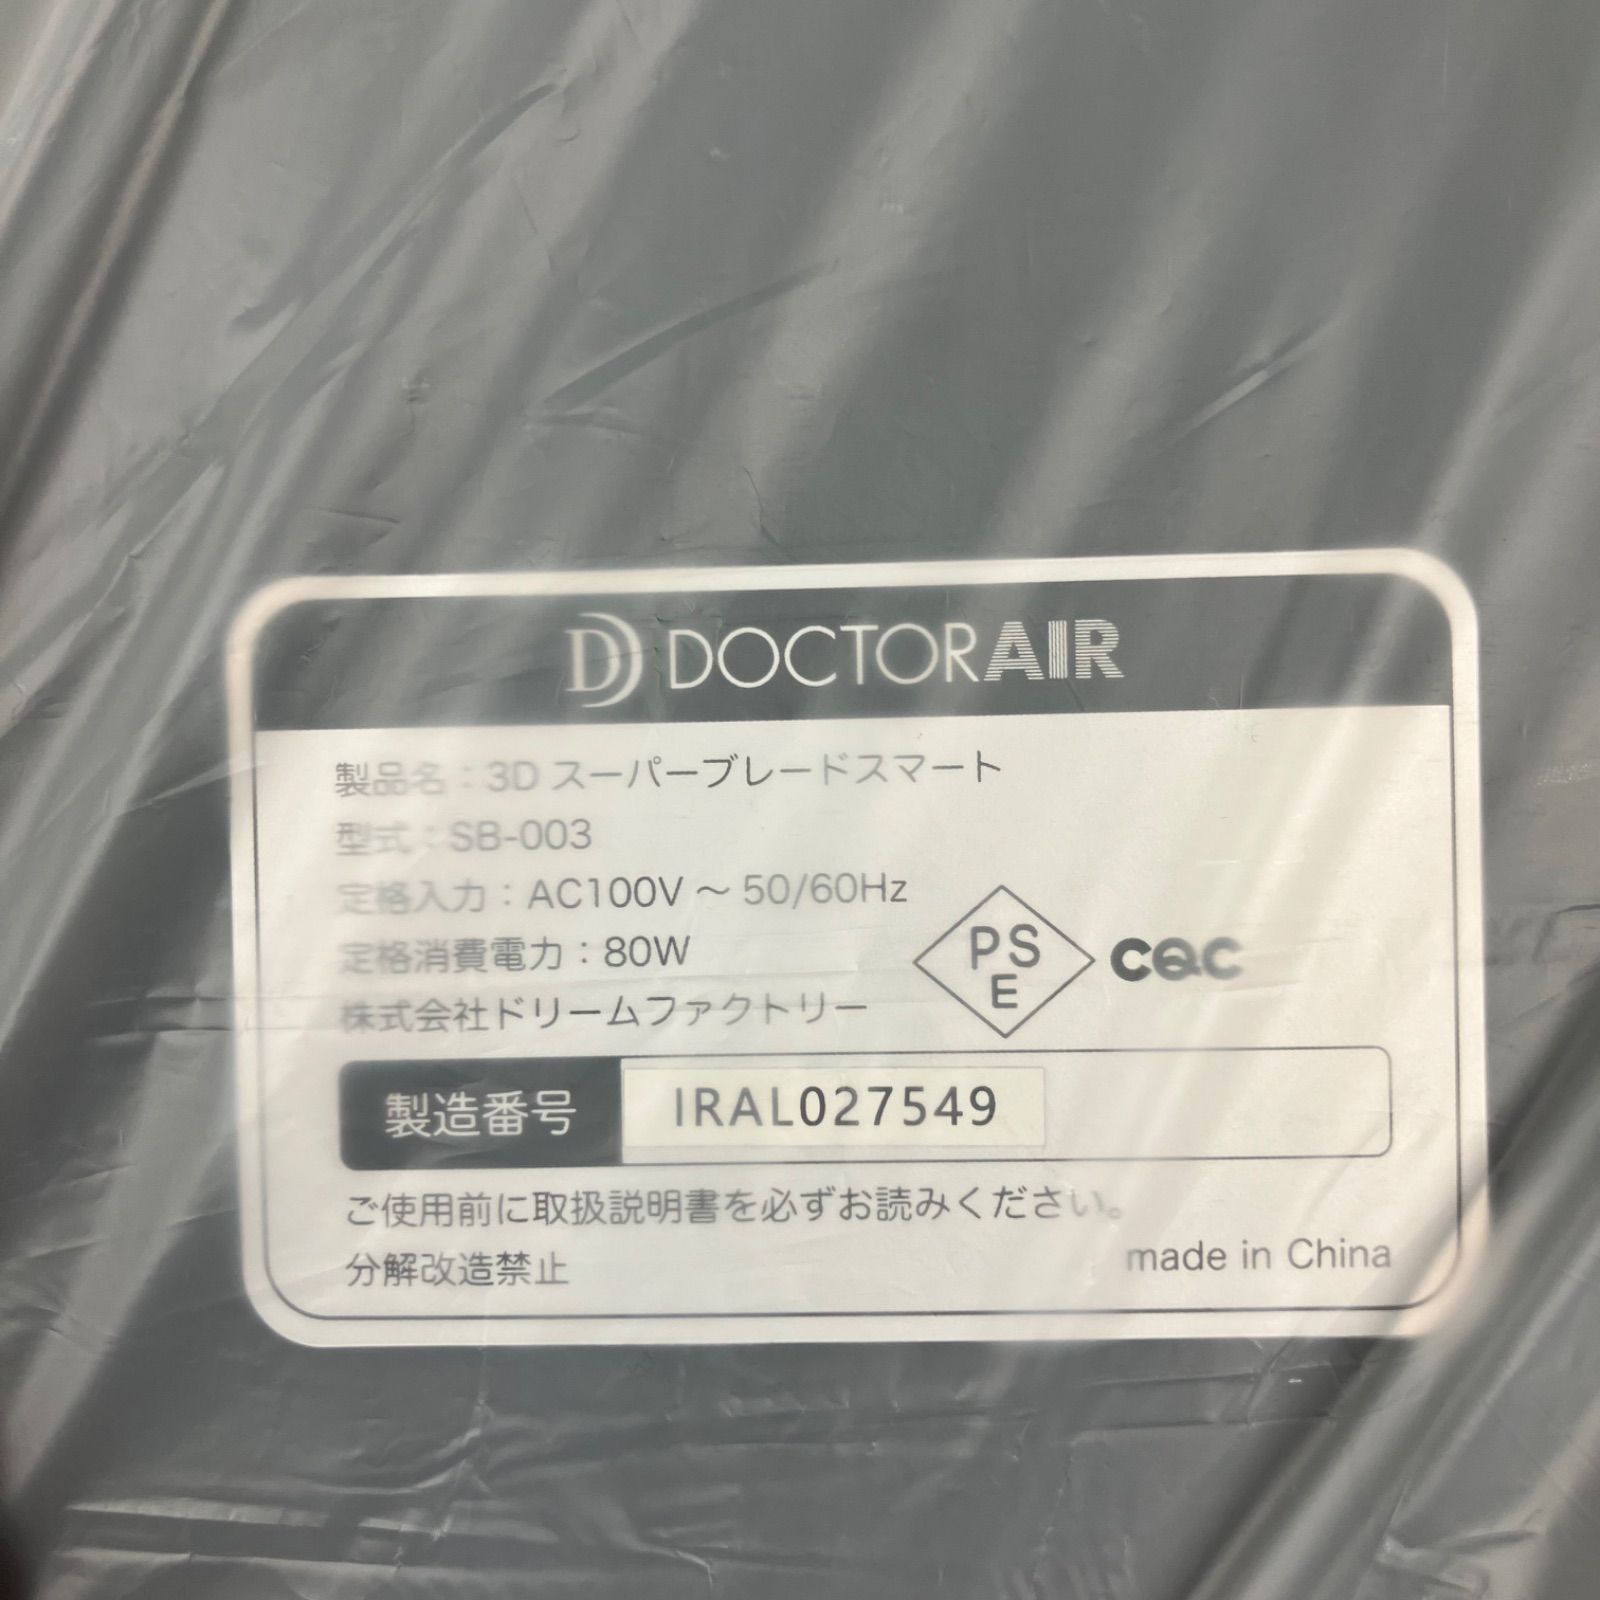 D DOCTORAIR
製品名：3D スーパーブレードスマート
型式：SB-003
定格入力：AC100V ～ 50/60Hz
定格消費電力：80W
株式会社ドリームファクトリー
PS
E
CQC
製造番号 IRAL027549
ご使用前に取扱説明書を必ずお読みください。
分解改造禁止
made in China